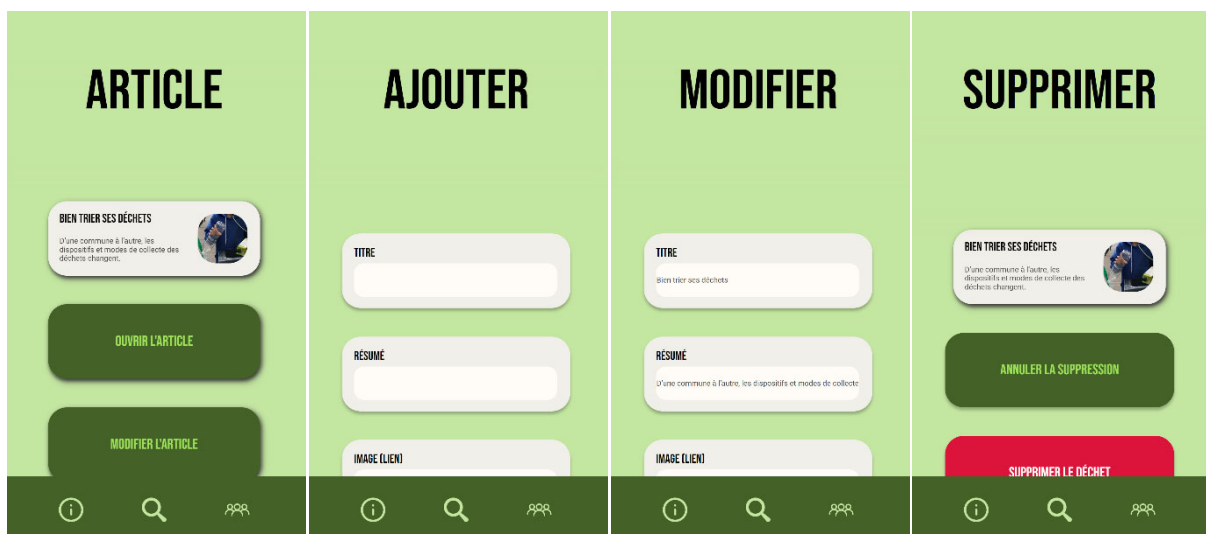 ARTICLE
BIEN TRIER SES DÉCHETS
D'une commune à l'autre, les
dispositifs et modes de collecte des
déchets changent.
OUVRIR L'ARTICLE
MODIFIER L'ARTICLE
AJOUTER
TITRE
RÉSUMÉ
IMAGE (LIEN)
MODIFIER
TITRE
Bien trier ses déchets
RÉSUMÉ
D'une commune à l'autre, les dispositifs et modes de collecte
IMAGE (LIEN)
SUPPRIMER
BIEN TRIER SES DÉCHETS
D'une commune à l'autre, les
dispositifs et modes de collecte des
déchets changent.
ANNULER LA SUPPRESSION
SUPPRIMER LE DÉCHET